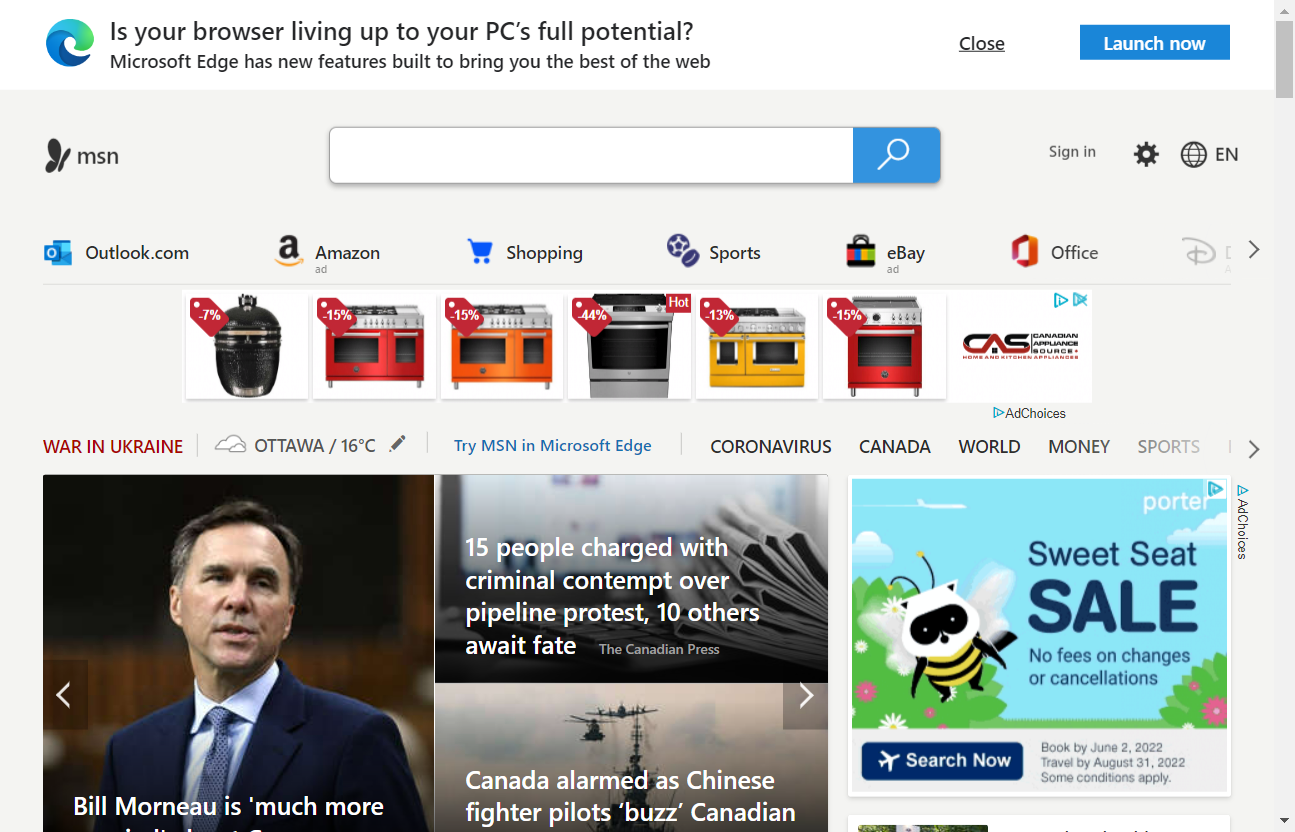 Is your browser living up to your PC’s full potential?
Microsoft Edge has new features built to bring you the best of the web
Close
Launch now
msn
Sign in
EN
Outlook.com
Amazon
ad
Shopping
Sports
eBay
ad
Office
-7%
-15%
-15%
-44%
Hot
-13%
-15%
CAS CANADIAN APPLIANCE SOURCE
HOME AND KITCHEN APPLIANCES
AdChoices
WAR IN UKRAINE
OTTAWA / 16°C
Try MSN in Microsoft Edge
CORONAVIRUS
CANADA
WORLD
MONEY
SPORTS
15 people charged with
criminal contempt over
pipeline protest, 10 others
await fate The Canadian Press
Canada alarmed as Chinese
fighter pilots ‘buzz’ Canadian
Bill Morneau is 'much more
porter
Sweet Seat
SALE
No fees on changes
or cancellations
Search Now
Book by June 2, 2022
Travel by August 31, 2022
Some conditions apply.
AdChoices